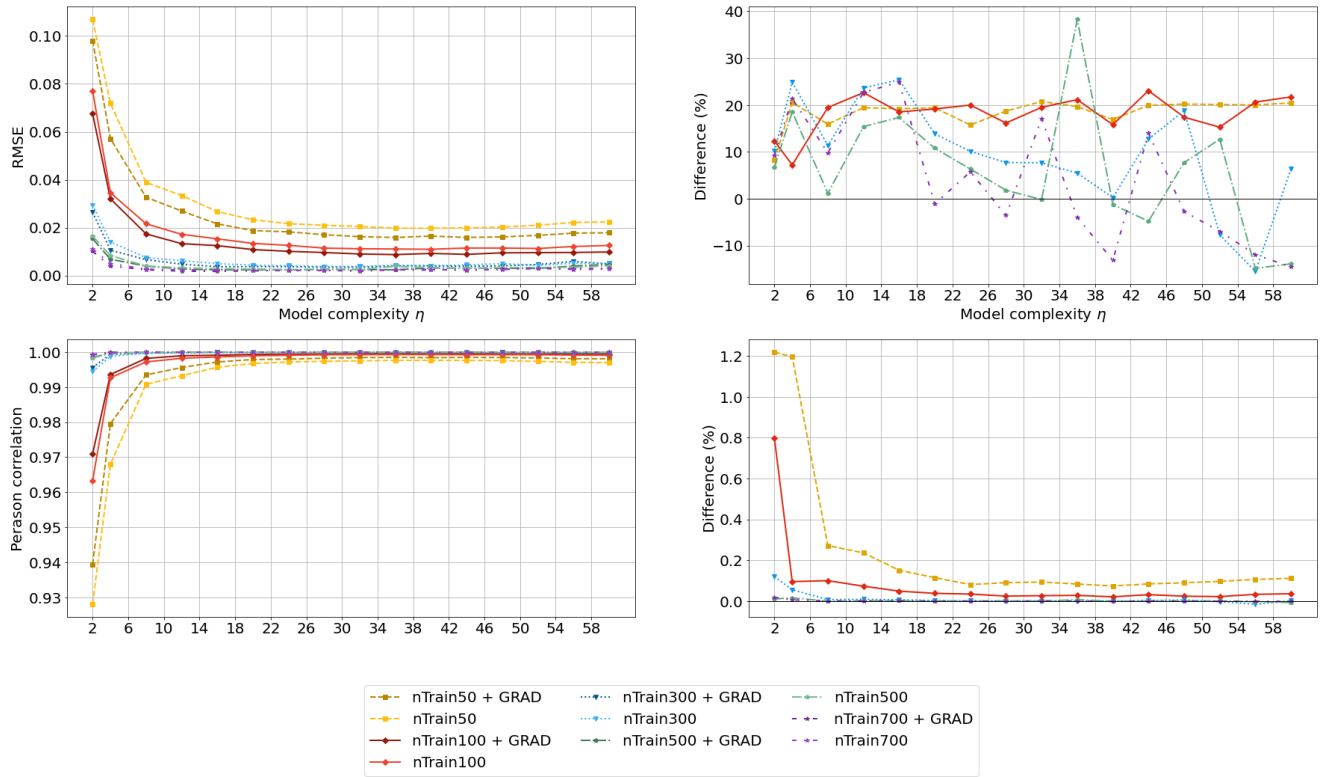 0.10
0.08
0.06
0.04
0.02
0.00
RMSE
2 6 10 14 18 22 26 30 34 38 42 46 50 54 58
Model complexity η
40
30
20
10
0
−10
Difference (%)
2 6 10 14 18 22 26 30 34 38 42 46 50 54 58
Model complexity η
1.00
0.99
0.98
0.97
0.96
0.95
0.94
0.93
Perason correlation
2 6 10 14 18 22 26 30 34 38 42 46 50 54 58
1.2
1.0
0.8
0.6
0.4
0.2
0.0
Difference (%)
2 6 10 14 18 22 26 30 34 38 42 46 50 54 58
nTrain50 + GRAD
nTrain50
nTrain100 + GRAD
nTrain100
nTrain300 + GRAD
nTrain300
nTrain500 + GRAD
nTrain500
nTrain700 + GRAD
nTrain700